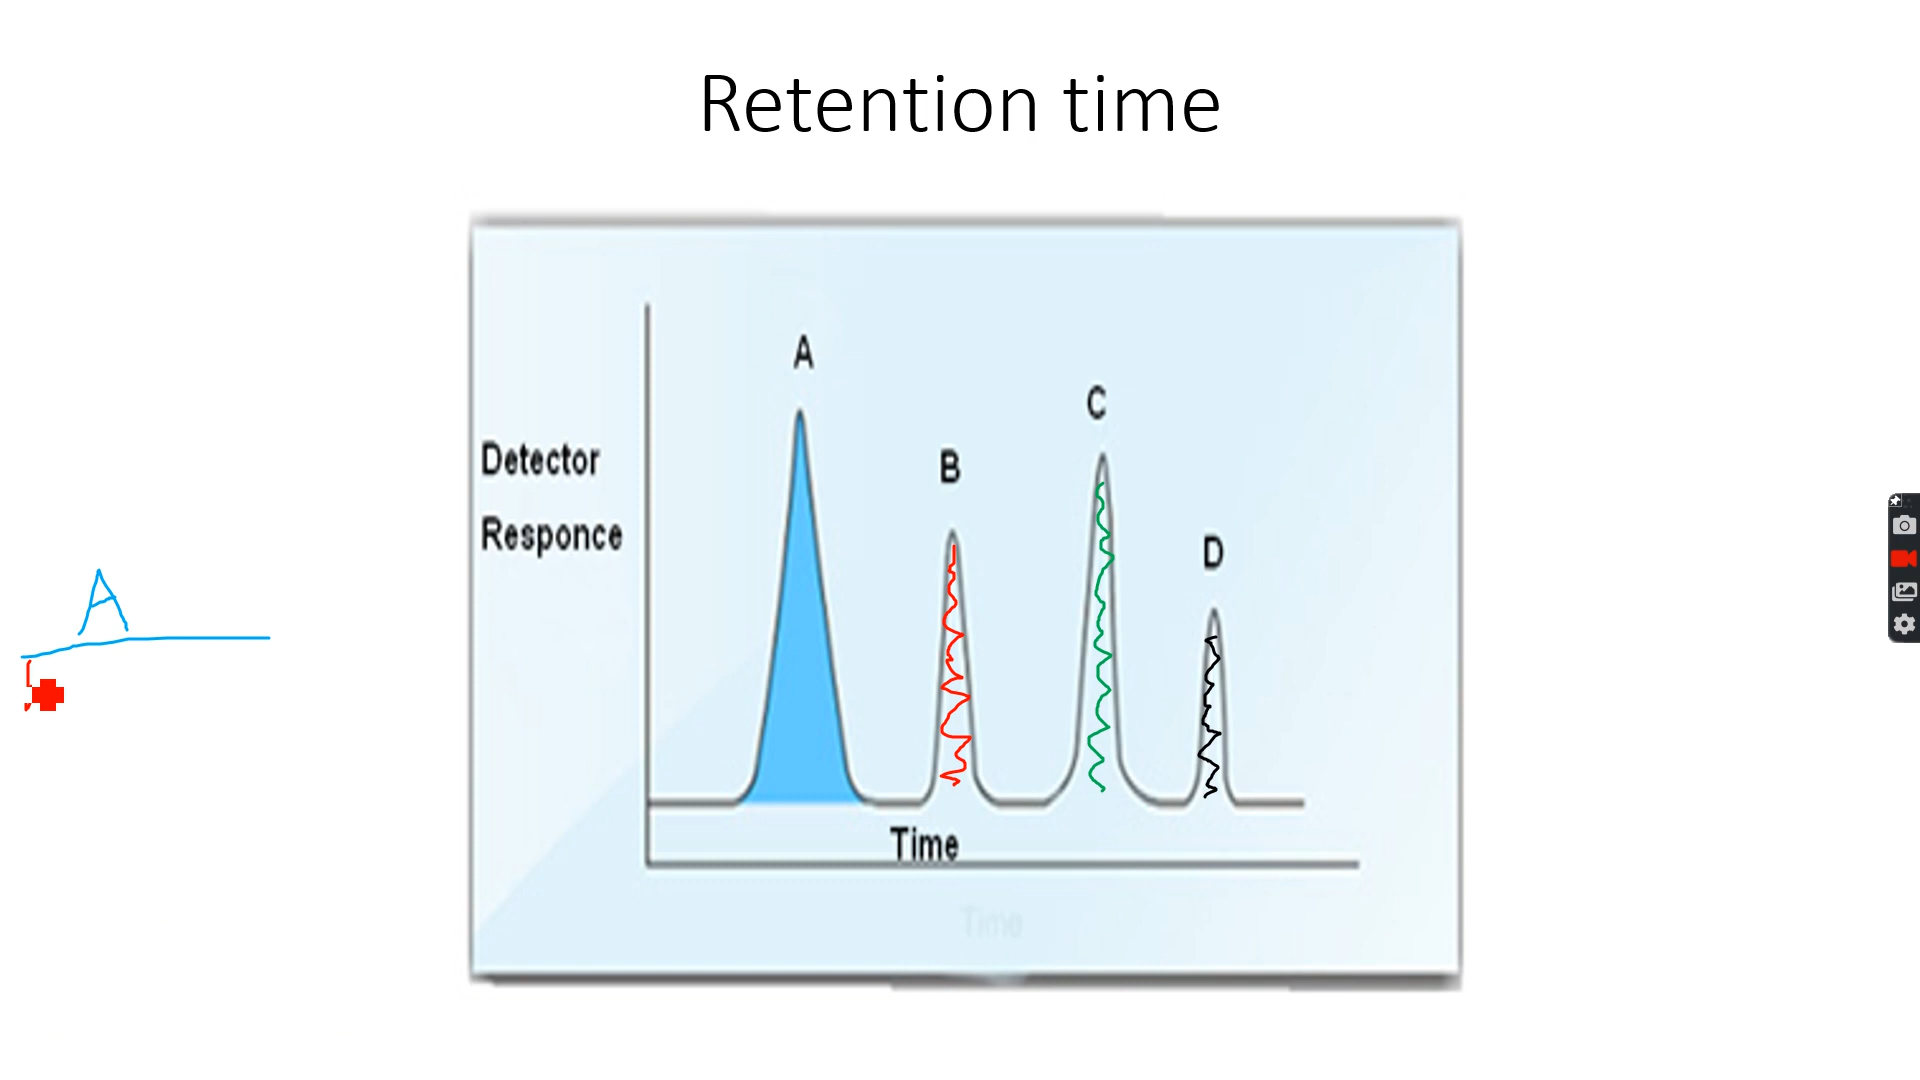 Retention time
A
C
B
Detector
Responce
D
A
Time
Time